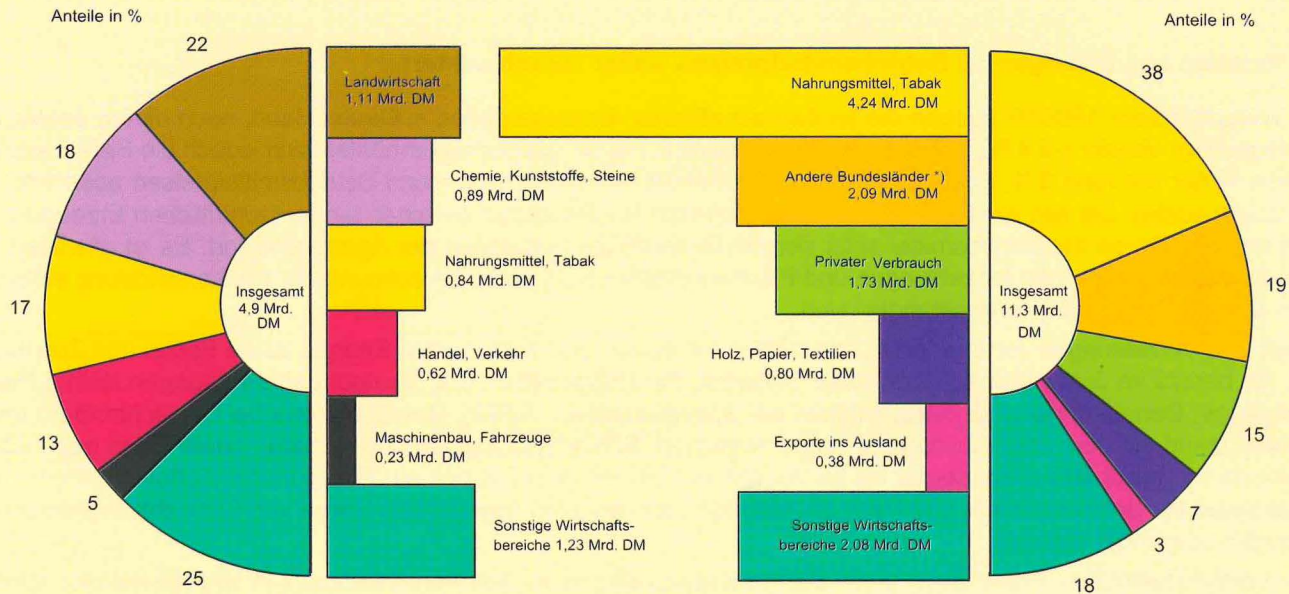 Anteile in %
22
18
17
13
5
25
Insgesamt
4,9 Mrd.
DM
Landwirtschaft
1,11 Mrd. DM
Chemie, Kunststoffe, Steine
0,89 Mrd. DM
Nahrungsmittel, Tabak
0,84 Mrd. DM
Handel, Verkehr
0,62 Mrd. DM
Maschinenbau, Fahrzeuge
0,23 Mrd. DM
Sonstige Wirtschafts-
bereiche 1,23 Mrd. DM
Nahrungsmittel, Tabak
4,24 Mrd. DM
Andere Bundesländer *)
2,09 Mrd. DM
Privater Verbrauch
1,73 Mrd. DM
Holz, Papier, Textilien
0,80 Mrd. DM
Exporte ins Ausland
0,38 Mrd. DM
Sonstige Wirtschafts-
bereiche 2,08 Mrd. DM
Anteile in %
38
19
15
7
3
18
Insgesamt
11,3 Mrd.
DM